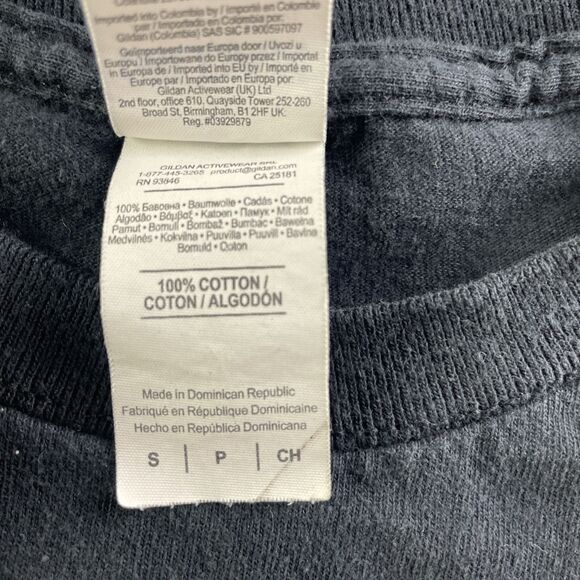 Imported into Colombia by / Importé en Colombie
par / Importado en Colombia por:
Gildan (Colombia) SAS SIC # 900597097
Geïmporteerd naar Europa door / Uvozi u
Europu / Importowane do Europy przez / Importat
in Europa de / Imported into EU by / Importé en
Europe par / Importado en Europa por:
Gildan Activewear (UK) Ltd
2nd floor, office 610, Quayside Tower 252-260
Broad St, Birmingham, B1 2HF UK.
Reg. #03929879
GILDAN ACTIVEWEAR SRL
1-877-445-3265 product@gildan.com
RN 93846 CA 25181
100% Бавовна • Baumwolle • Cadás • Cotone
Algodão • Βάμβαξ • Katoen • Памук • Mit rád
Pamut • Bomull • Bombaž • Bumbac • Bawełna
Medvilnės • Kokvilna • Puuvilla • Puuvill • Bavlna
Bomuld • Qoton
100% COTTON /
COTON / ALGODÓN
Made in Dominican Republic
Fabriqué en République Dominicaine
Hecho en República Dominicana
S | P | CH